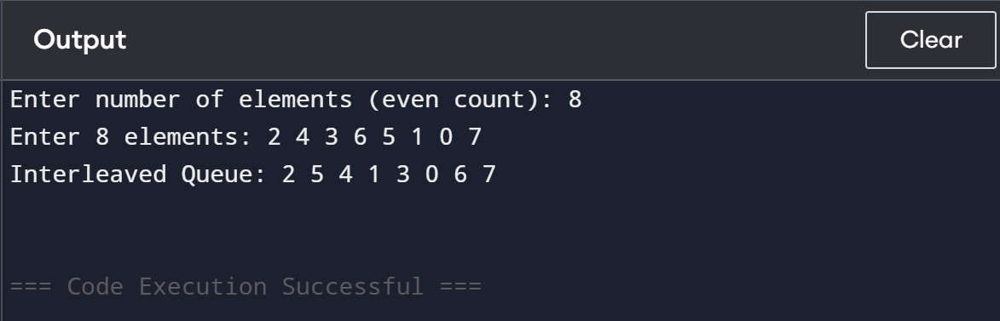 Output
Clear
Enter number of elements (even count): 8
Enter 8 elements: 2 4 3 6 5 1 0 7
Interleaved Queue: 2 5 4 1 3 0 6 7
=== Code Execution Successful ===